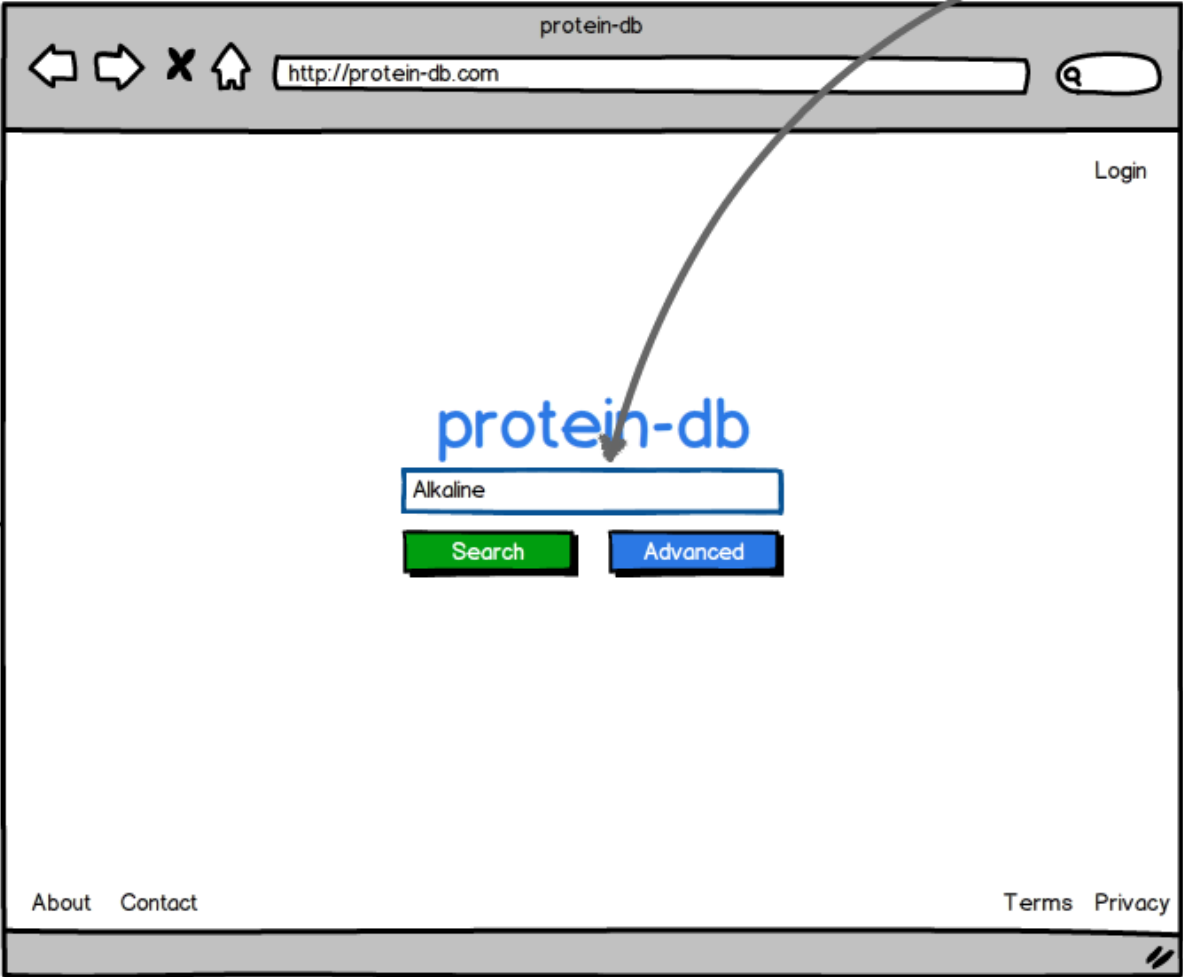 protein-db
http://protein-db.com
Login
protein-db
Alkaline
Search Advanced
About Contact Terms Privacy